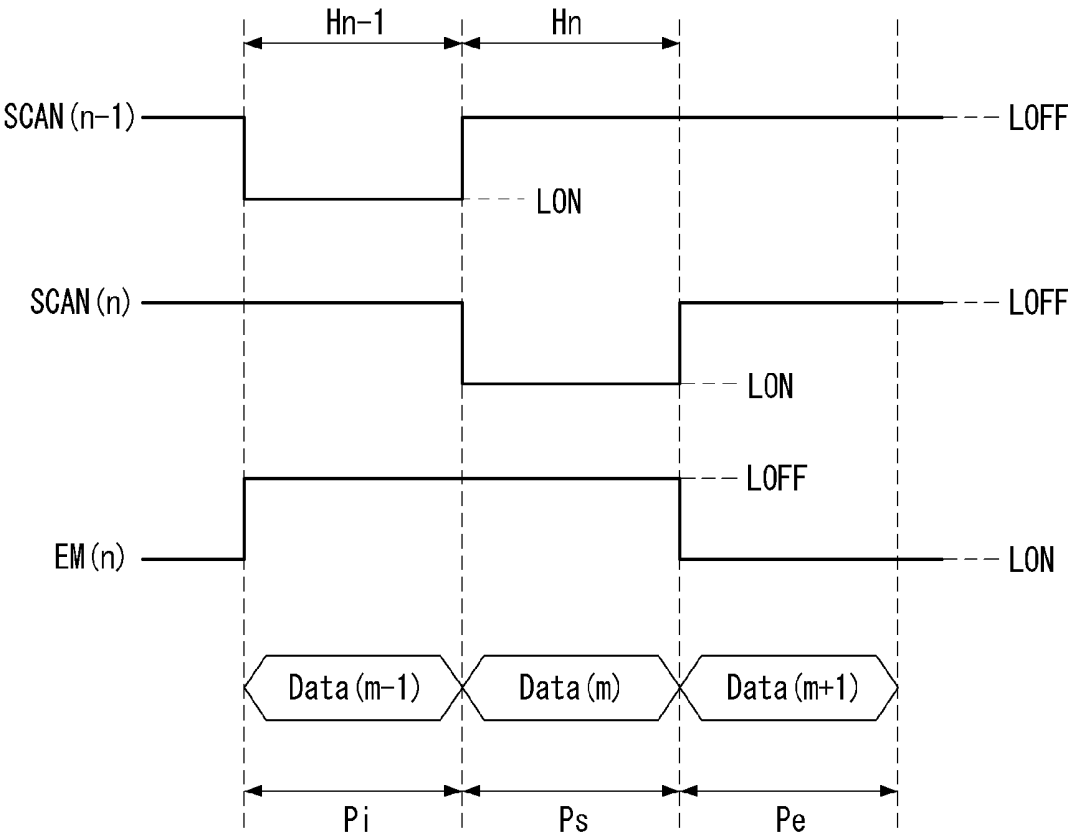 Hn-1 Hn
SCAN(n-1) LOFF
LON
SCAN(n) LOFF
LON
LOFF
EM(n) LON
Data(m-1) Data(m) Data(m+1)
Pi Ps Pe